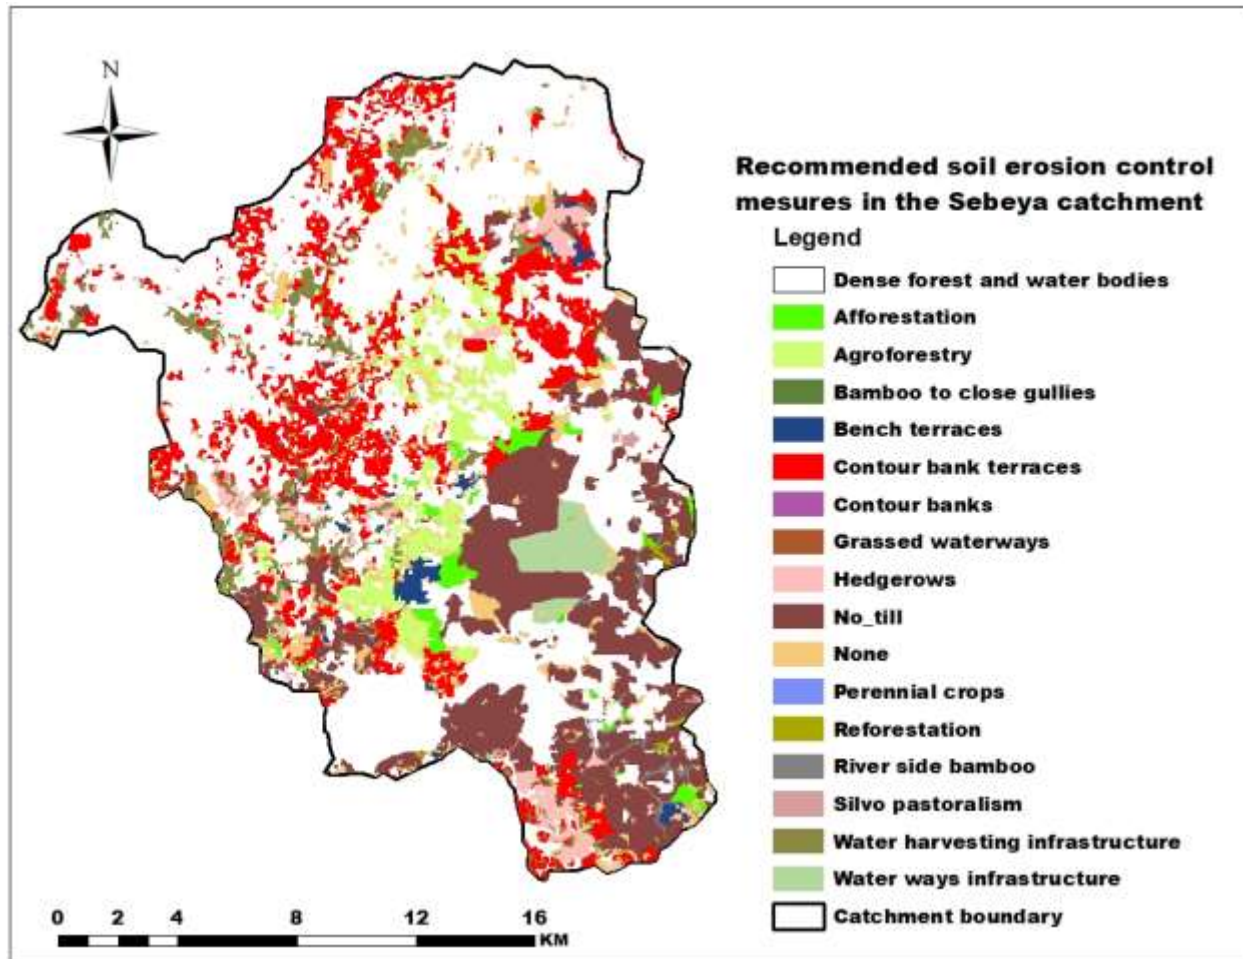 N
Recommended soil erosion control
mesures in the Sebeya catchment
Legend
Dense forest and water bodies
Afforestation
Agroforestry
Bamboo to close gullies
Bench terraces
Contour bank terraces
Contour banks
Grassed waterways
Hedgerows
No_till
None
Perennial crops
Reforestation
River side bamboo
Silvo pastoralism
Water harvesting infrastructure
Water ways infrastructure
Catchment boundary
0 2 4 8 12 16
KM